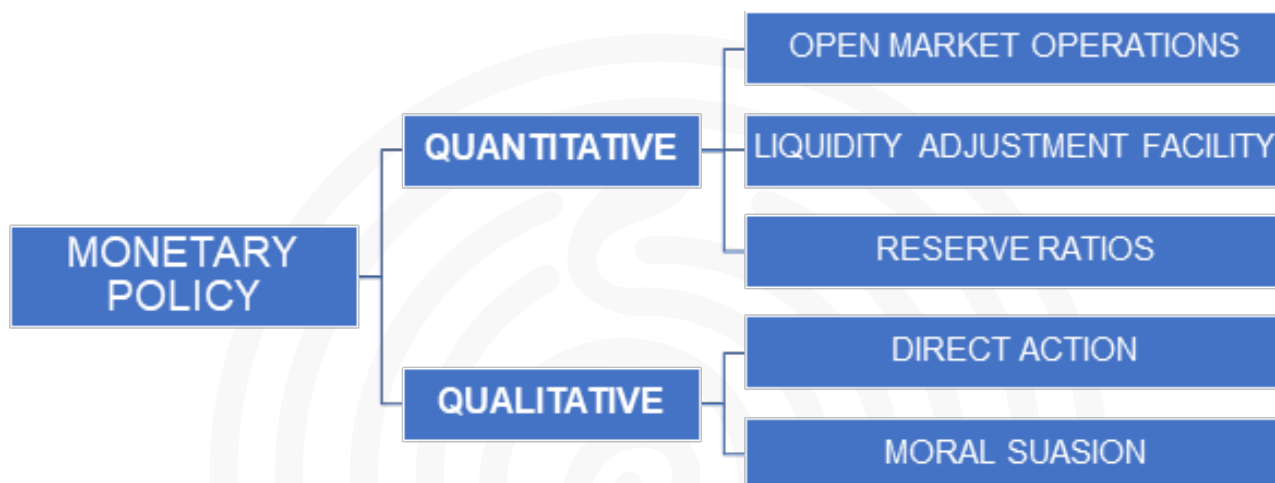 OPEN MARKET OPERATIONS
QUANTITATIVE
LIQUIDITY ADJUSTMENT FACILITY
MONETARY
POLICY
RESERVE RATIOS
DIRECT ACTION
QUALITATIVE
MORAL SUASION